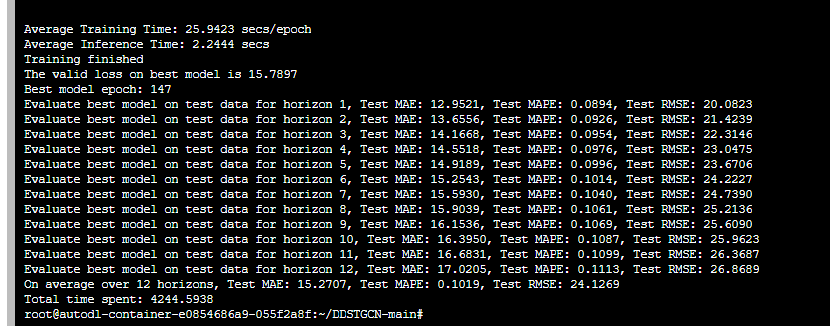 Average Training Time: 25.9423 secs/epoch
Average Inference Time: 2.2444 secs
Training finished
The valid loss on best model is 15.7897
Best model epoch: 147
Evaluate best model on test data for horizon 1, Test MAE: 12.9521, Test MAPE: 0.0894, Test RMSE: 20.0823
Evaluate best model on test data for horizon 2, Test MAE: 13.6556, Test MAPE: 0.0926, Test RMSE: 21.4239
Evaluate best model on test data for horizon 3, Test MAE: 14.1668, Test MAPE: 0.0954, Test RMSE: 22.3146
Evaluate best model on test data for horizon 4, Test MAE: 14.5518, Test MAPE: 0.0976, Test RMSE: 23.0475
Evaluate best model on test data for horizon 5, Test MAE: 14.9189, Test MAPE: 0.0996, Test RMSE: 23.6706
Evaluate best model on test data for horizon 6, Test MAE: 15.2543, Test MAPE: 0.1014, Test RMSE: 24.2227
Evaluate best model on test data for horizon 7, Test MAE: 15.5930, Test MAPE: 0.1040, Test RMSE: 24.7390
Evaluate best model on test data for horizon 8, Test MAE: 15.9039, Test MAPE: 0.1061, Test RMSE: 25.2136
Evaluate best model on test data for horizon 9, Test MAE: 16.1536, Test MAPE: 0.1069, Test RMSE: 25.6090
Evaluate best model on test data for horizon 10, Test MAE: 16.3950, Test MAPE: 0.1087, Test RMSE: 25.9623
Evaluate best model on test data for horizon 11, Test MAE: 16.6831, Test MAPE: 0.1099, Test RMSE: 26.3687
Evaluate best model on test data for horizon 12, Test MAE: 17.0205, Test MAPE: 0.1113, Test RMSE: 26.8689
On average over 12 horizons, Test MAE: 15.2707, Test MAPE: 0.1019, Test RMSE: 24.1269
Total time spent: 4244.5938
root@autodl-container-e0854686a9-055f2a8f:~/DDSTGCN-main#